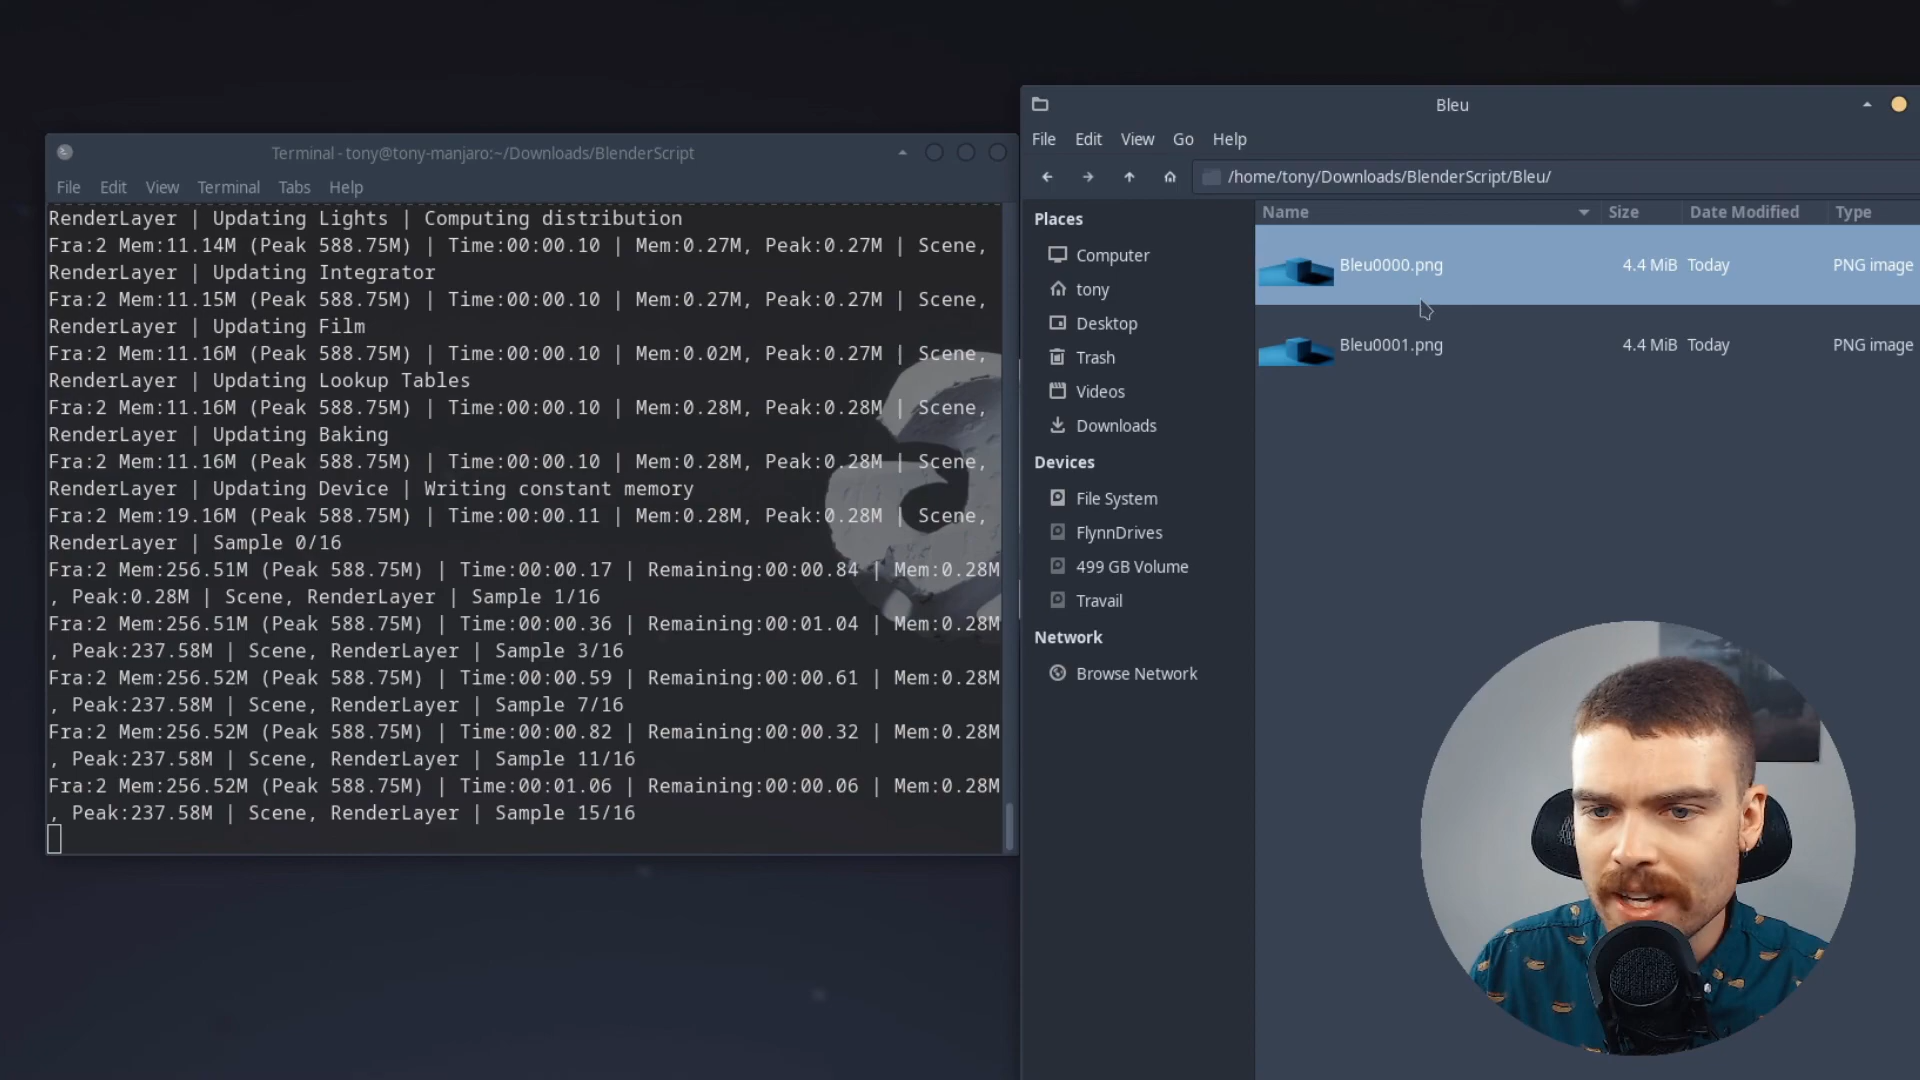 Terminal - tony@tony-manjaro:~/Downloads/BlenderScript
File Edit View Terminal Tabs Help
RenderLayer | Updating Lights | Computing distribution
Fra:2 Mem:11.14M (Peak 588.75M) | Time:00:00.10 | Mem:0.27M, Peak:0.27M | Scene,
RenderLayer | Updating Integrator
Fra:2 Mem:11.15M (Peak 588.75M) | Time:00:00.10 | Mem:0.27M, Peak:0.27M | Scene,
RenderLayer | Updating Film
Fra:2 Mem:11.16M (Peak 588.75M) | Time:00:00.10 | Mem:0.02M, Peak:0.27M | Scene,
RenderLayer | Updating Lookup Tables
Fra:2 Mem:11.16M (Peak 588.75M) | Time:00:00.10 | Mem:0.28M, Peak:0.28M | Scene,
RenderLayer | Updating Baking
Fra:2 Mem:11.16M (Peak 588.75M) | Time:00:00.10 | Mem:0.28M, Peak:0.28M | Scene,
RenderLayer | Updating Device | Writing constant memory
Fra:2 Mem:19.16M (Peak 588.75M) | Time:00:00.11 | Mem:0.28M, Peak:0.28M | Scene,
RenderLayer | Sample 0/16
Fra:2 Mem:256.51M (Peak 588.75M) | Time:00:00.17 | Remaining:00:00.84 | Mem:0.28M
, Peak:0.28M | Scene, RenderLayer | Sample 1/16
Fra:2 Mem:256.51M (Peak 588.75M) | Time:00:00.36 | Remaining:00:01.04 | Mem:0.28M
, Peak:237.58M | Scene, RenderLayer | Sample 3/16
Fra:2 Mem:256.52M (Peak 588.75M) | Time:00:00.59 | Remaining:00:00.61 | Mem:0.28M
, Peak:237.58M | Scene, RenderLayer | Sample 7/16
Fra:2 Mem:256.52M (Peak 588.75M) | Time:00:00.82 | Remaining:00:00.32 | Mem:0.28M
, Peak:237.58M | Scene, RenderLayer | Sample 11/16
Fra:2 Mem:256.52M (Peak 588.75M) | Time:00:01.06 | Remaining:00:00.06 | Mem:0.28M
, Peak:237.58M | Scene, RenderLayer | Sample 15/16
Bleu
File Edit View Go Help
/home/tony/Downloads/BlenderScript/Bleu/
Places
Computer
tony
Desktop
Trash
Videos
Downloads
Devices
File System
FlynnDrives
499 GB Volume
Travail
Network
Browse Network
Name Size Date Modified Type
Bleu0000.png 4.4 MiB Today PNG image
Bleu0001.png 4.4 MiB Today PNG image